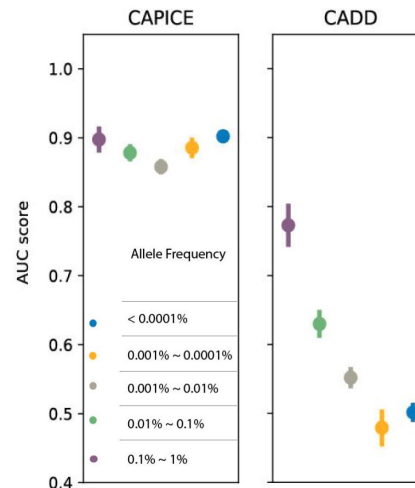 CAPICE
CADD
1.0
0.9
0.8
0.7
0.6
0.5
0.4
AUC score
Allele Frequency
< 0.0001%
0.001% ~ 0.0001%
0.001% ~ 0.01%
0.01% ~ 0.1%
0.1% ~ 1%